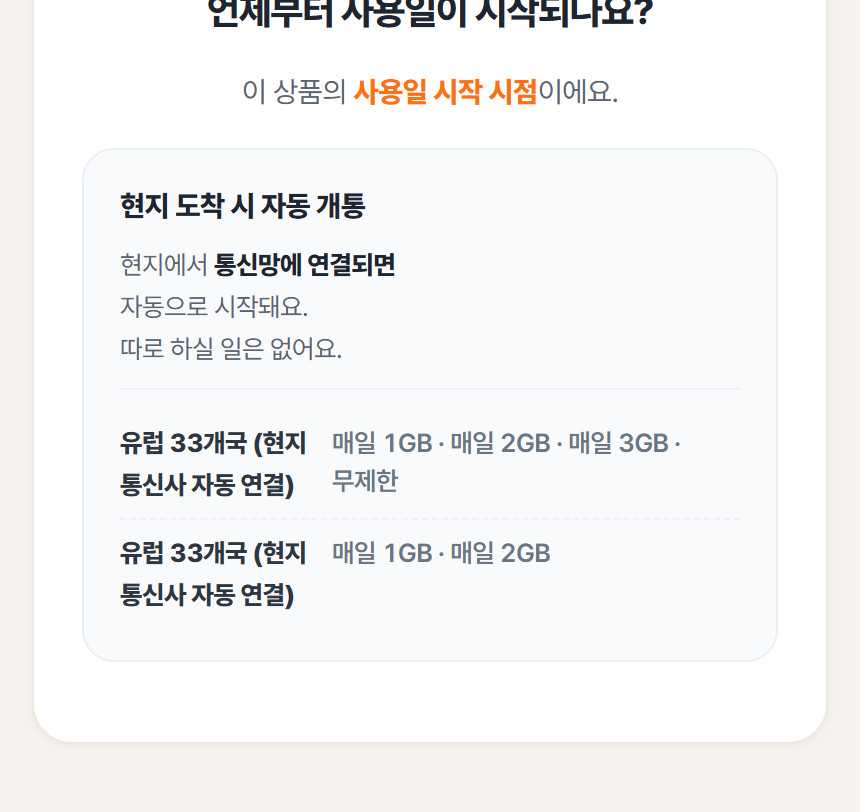 언제부터 사용일이 시작되나요?
이 상품의 사용일 시작 시점이에요.
현지 도착 시 자동 개통
현지에서 통신망에 연결되면
자동으로 시작돼요.
따로 하실 일은 없어요.
유럽 33개국 (현지 통신사 자동 연결)
매일 1GB · 매일 2GB · 매일 3GB · 무제한
유럽 33개국 (현지 통신사 자동 연결)
매일 1GB · 매일 2GB